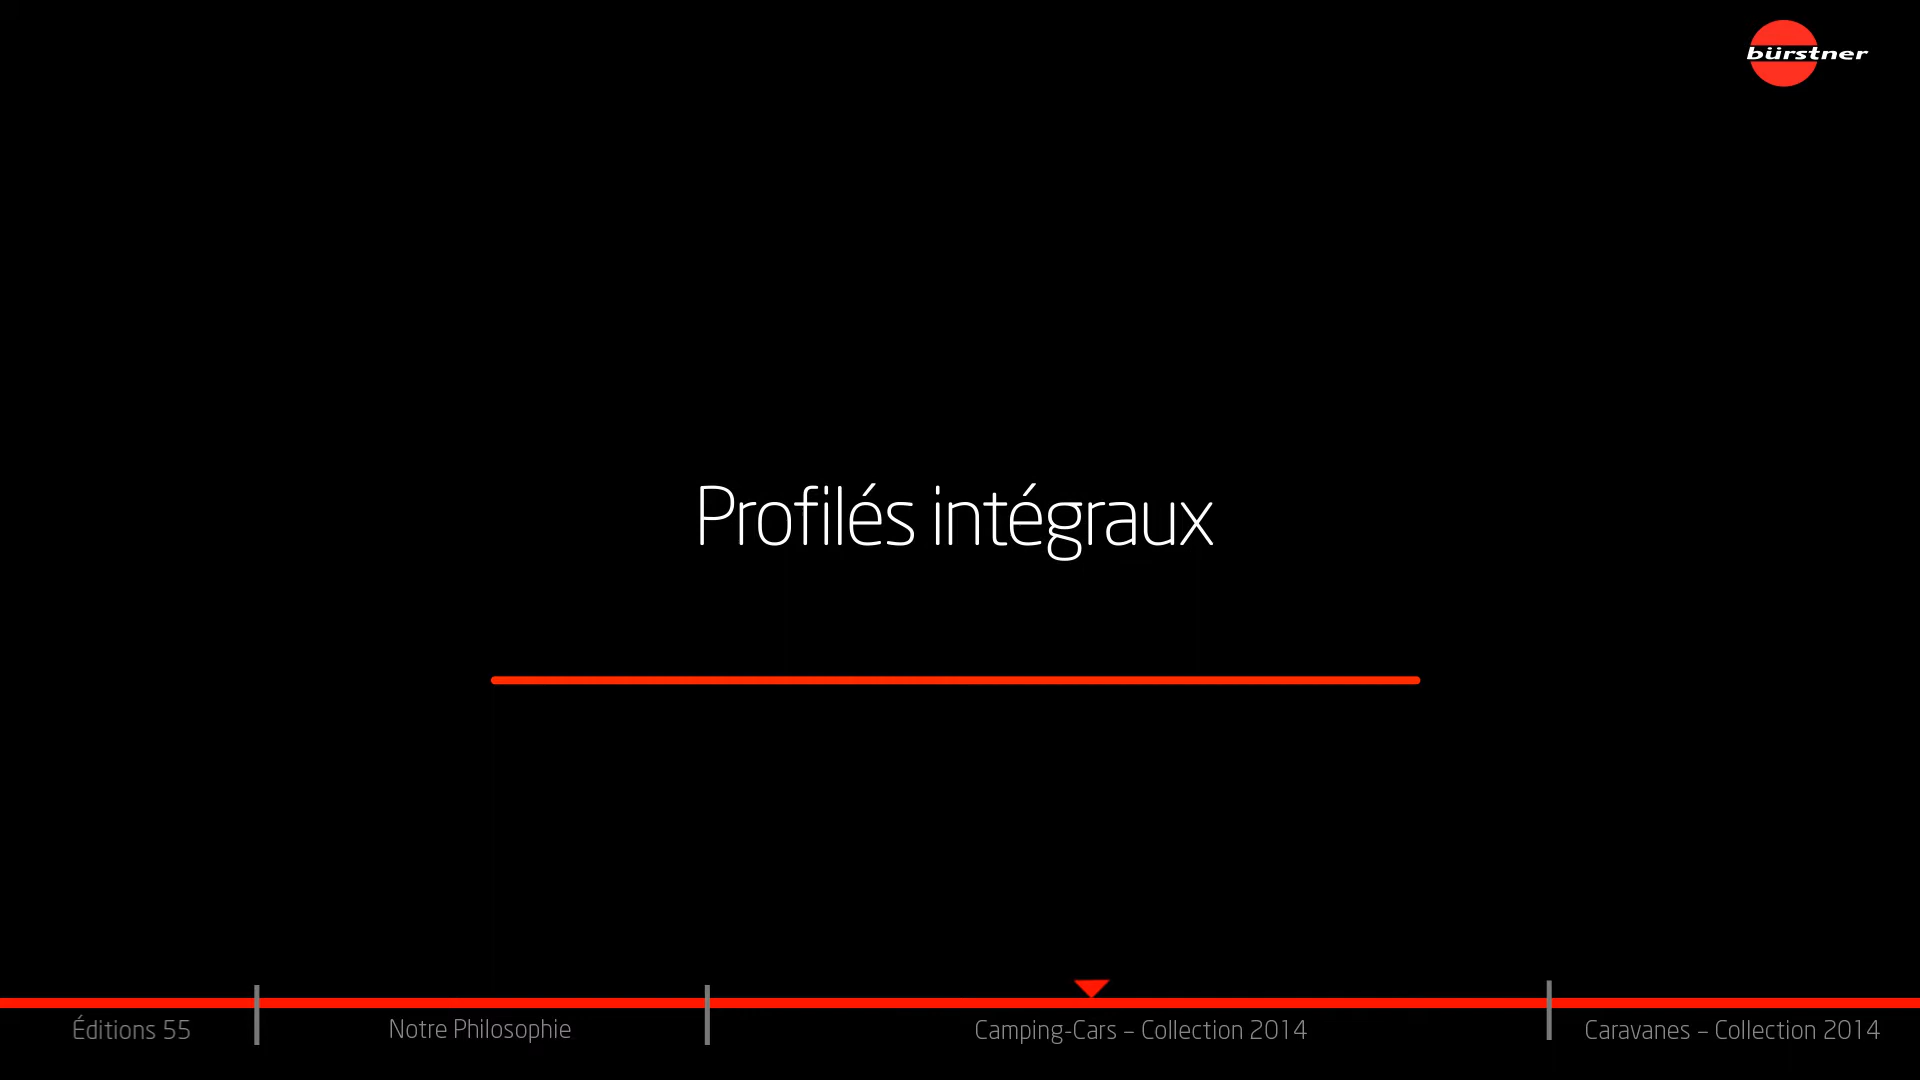 bürstner
Profilés intégraux
Éditions 55
Notre Philosophie
Camping-Cars – Collection 2014
Caravanes – Collection 2014